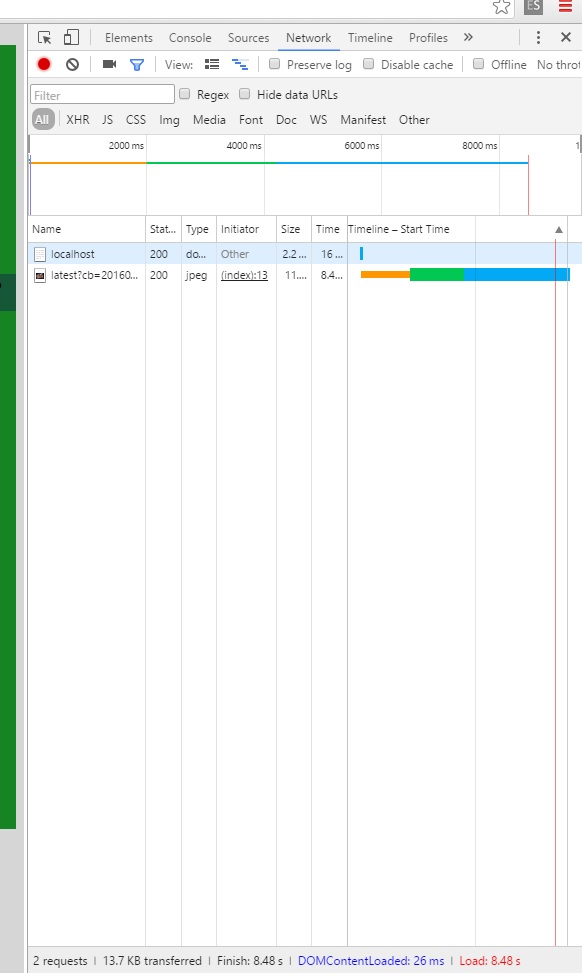 ES
Elements Console Sources Network Timeline Profiles »
View: Preserve log Disable cache Offline No throt
Filter Regex Hide data URLs
All XHR JS CSS Img Media Font Doc WS Manifest Other
2000 ms 4000 ms 6000 ms 8000 ms 1
Name Stat... Type Initiator Size Time Timeline – Start Time
localhost 200 do... Other 2.2 ... 16 ...
latest?cb=20160... 200 jpeg (index):13 11.... 8.4...
2 requests | 13.7 KB transferred | Finish: 8.48 s | DOMContentLoaded: 26 ms | Load: 8.48 s